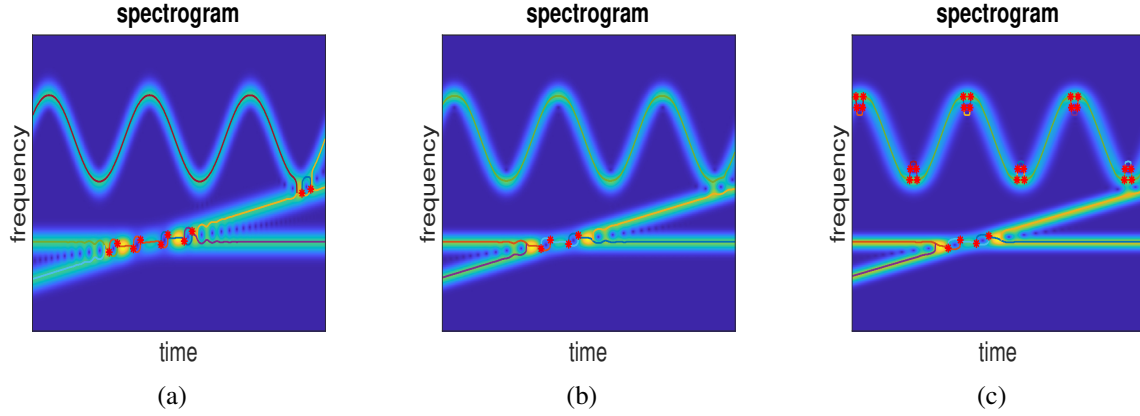 spectrogram
frequency
time
(a)
spectrogram
frequency
time
(b)
spectrogram
frequency
time
(c)